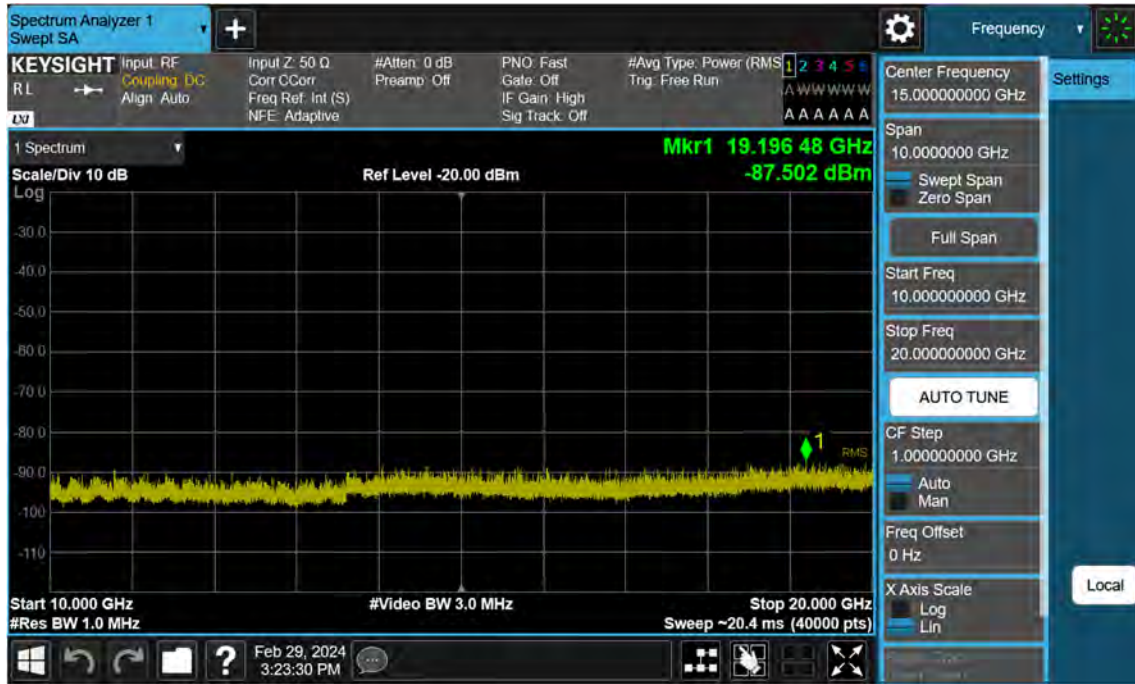 Spectrum Analyzer 1
Swept SA
Frequency
KEYSIGHT
RL
LXI
Input: RF
Coupling: DC
Align: Auto
Input Z: 50 Ω
Corr CCorr
Freq Ref: Int (S)
NFE: Adaptive
#Atten: 0 dB
Preamp: Off
PNO: Fast
Gate: Off
IF Gain: High
Sig Track: Off
#Avg Type: Power (RMS
Trig: Free Run
1 2 3 4 5 6
A W W W W W
A A A A A A
1 Spectrum
Mkr1 19.196 48 GHz
Scale/Div 10 dB
Ref Level -20.00 dBm
-87.502 dBm
Log
-30.0
-40.0
-50.0
-60.0
-70.0
-80.0
1
RMS
-90.0
-100
-110
Start 10.000 GHz
#Video BW 3.0 MHz
Stop 20.000 GHz
#Res BW 1.0 MHz
Sweep ~20.4 ms (40000 pts)
Center Frequency
15.000000000 GHz
Settings
Span
10.0000000 GHz
Swept Span
Zero Span
Full Span
Start Freq
10.000000000 GHz
Stop Freq
20.000000000 GHz
AUTO TUNE
CF Step
1.000000000 GHz
Auto
Man
Freq Offset
0 Hz
X Axis Scale
Log
Lin
Local
?
Feb 29, 2024
3:23:30 PM